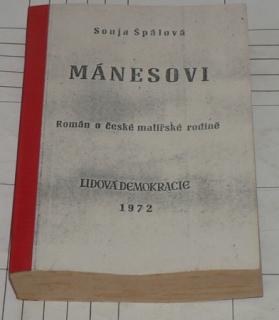 Sonja Špálová
MÁNESOVI
Román o české malířské rodině
LIDOVÁ DEMOKRACIE
1972